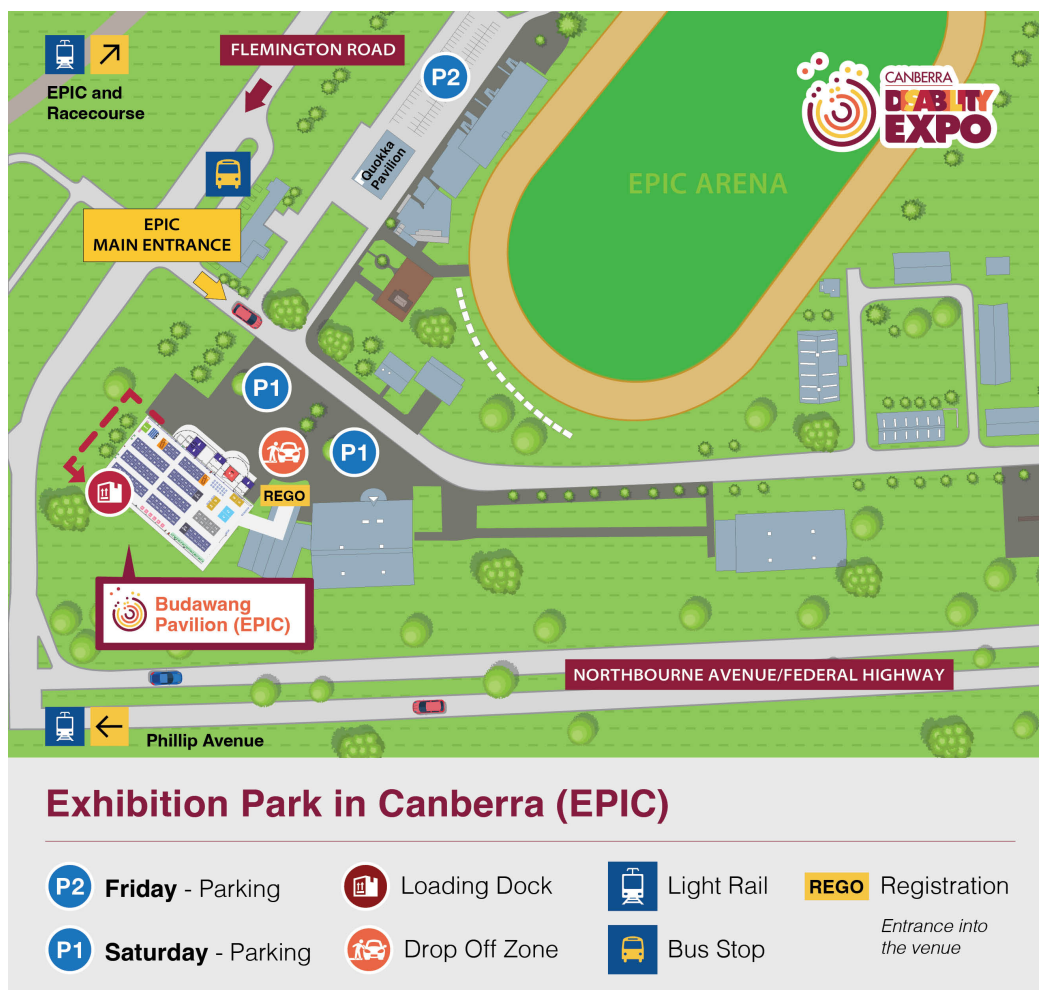 FLEMINGTON ROAD
EPIC and
Racecourse
P2
CANBERRA
DISABILITY
EXPO
Quokka
Pavilion
EPIC ARENA
EPIC
MAIN ENTRANCE
P1
P1
REGO
Budawang
Pavilion (EPIC)
NORTHBOURNE AVENUE/FEDERAL HIGHWAY
Phillip Avenue
Exhibition Park in Canberra (EPIC)
P2 Friday - Parking
Loading Dock
Light Rail
REGO Registration
Entrance into
the venue
P1 Saturday - Parking
Drop Off Zone
Bus Stop